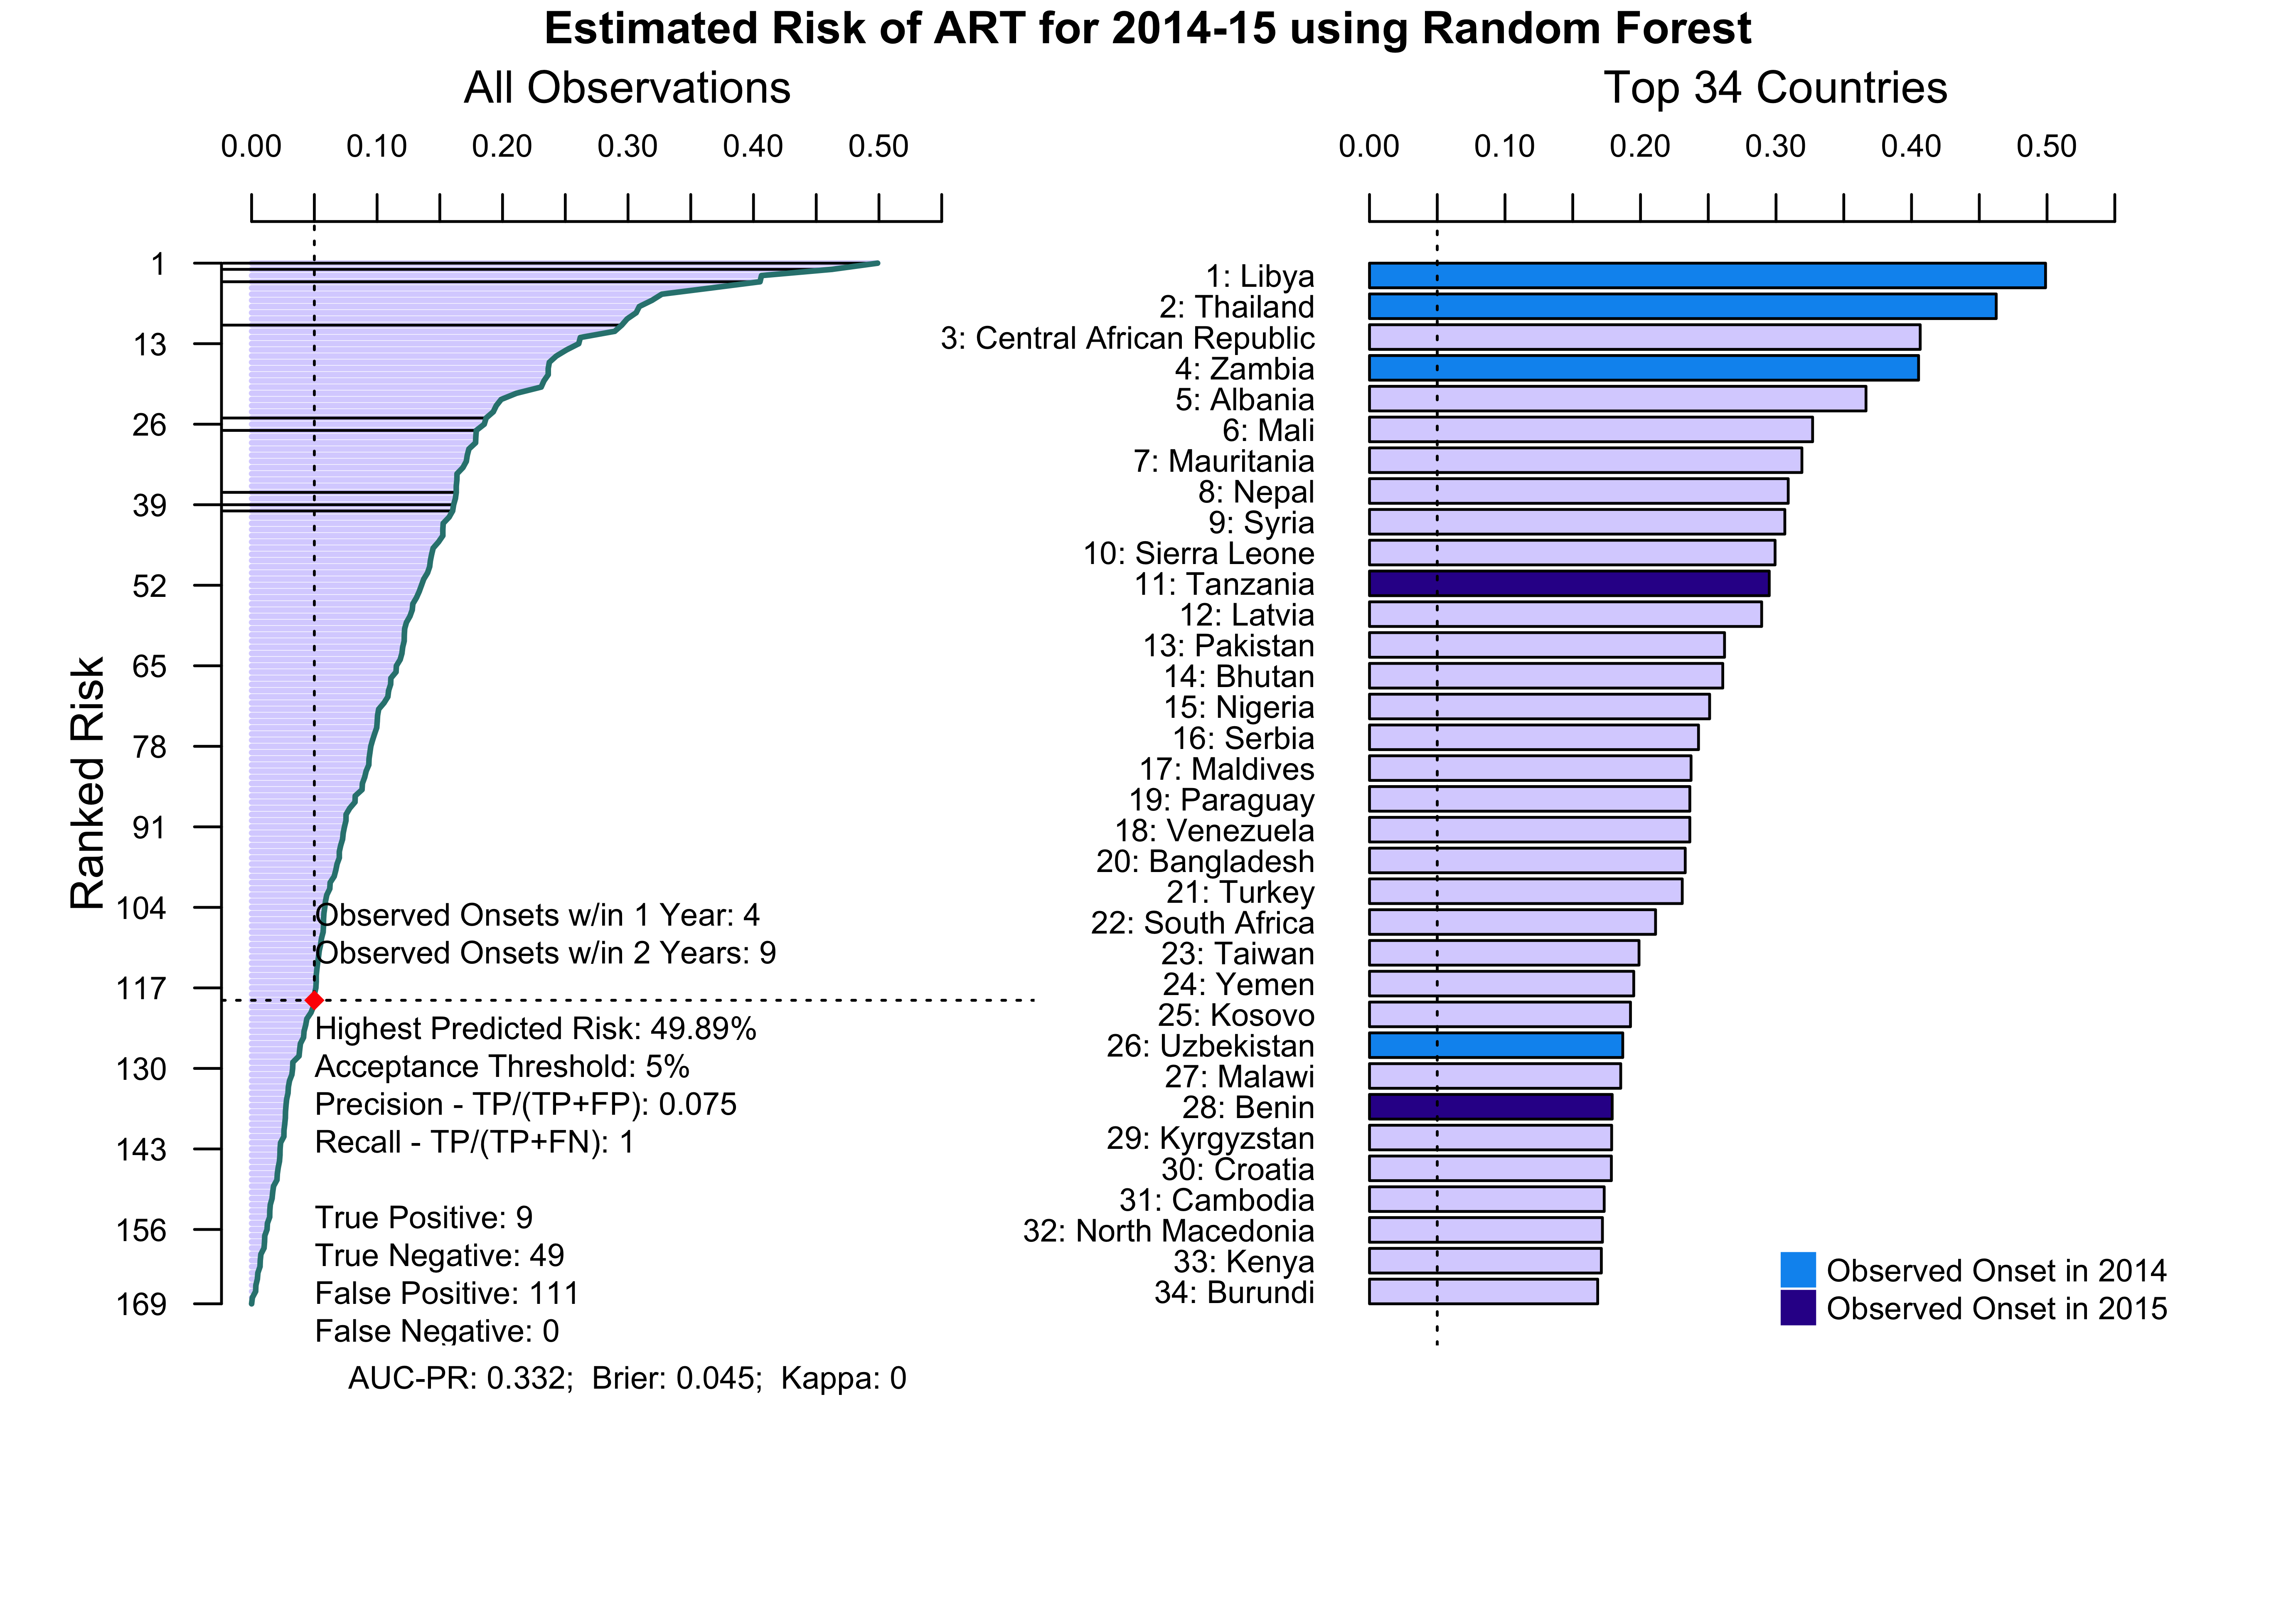 Estimated Risk of ART for 2014-15 using Random Forest
All Observations
0.00 0.10 0.20 0.30 0.40 0.50
Ranked Risk
1
13
26
39
52
65
78
91
104
117
130
143
156
169
Observed Onsets w/in 1 Year: 4
Observed Onsets w/in 2 Years: 9
Highest Predicted Risk: 49.89%
Acceptance Threshold: 5%
Precision - TP/(TP+FP): 0.075
Recall - TP/(TP+FN): 1
True Positive: 9
True Negative: 49
False Positive: 111
False Negative: 0
AUC-PR: 0.332; Brier: 0.045; Kappa: 0
Top 34 Countries
0.00 0.10 0.20 0.30 0.40 0.50
1: Libya
2: Thailand
3: Central African Republic
4: Zambia
5: Albania
6: Mali
7: Mauritania
8: Nepal
9: Syria
10: Sierra Leone
11: Tanzania
12: Latvia
13: Pakistan
14: Bhutan
15: Nigeria
16: Serbia
17: Maldives
19: Paraguay
18: Venezuela
20: Bangladesh
21: Turkey
22: South Africa
23: Taiwan
24: Yemen
25: Kosovo
26: Uzbekistan
27: Malawi
28: Benin
29: Kyrgyzstan
30: Croatia
31: Cambodia
32: North Macedonia
33: Kenya
34: Burundi
Observed Onset in 2014
Observed Onset in 2015